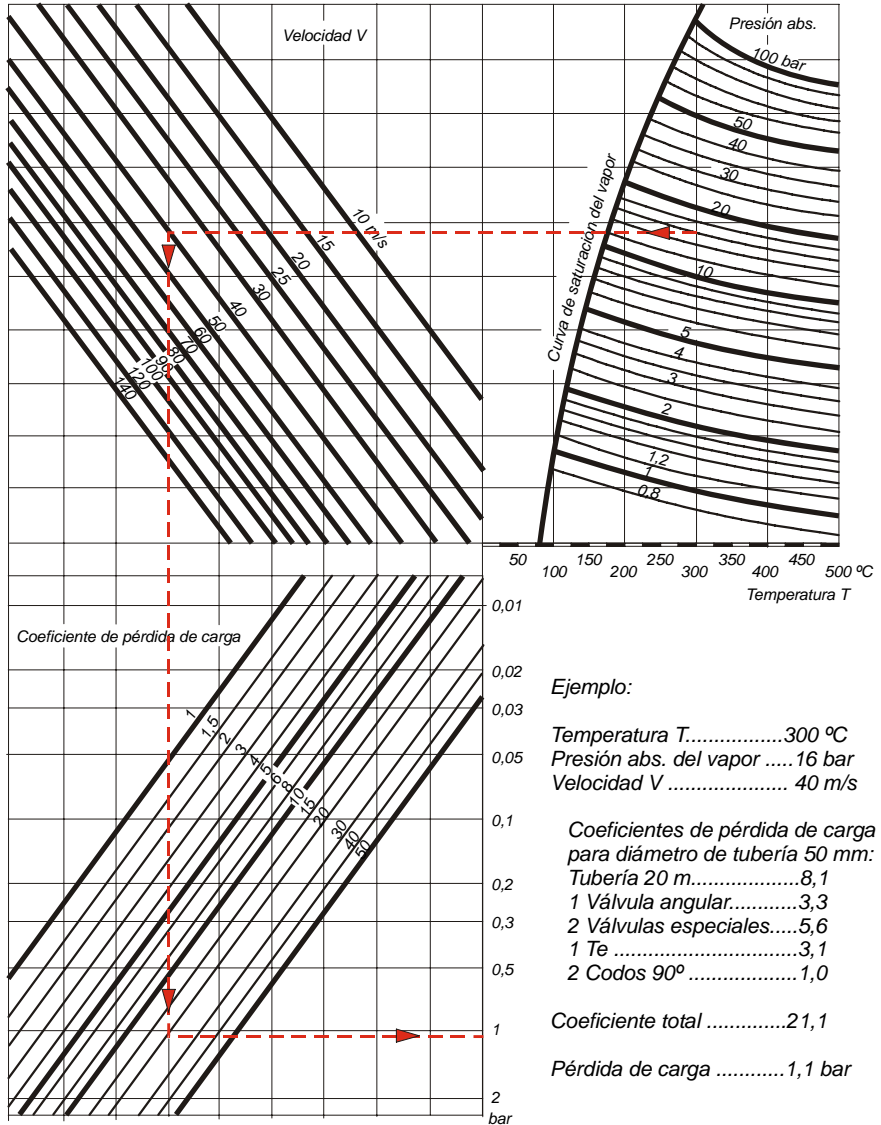 Velocidad V
Presión abs.
100 bar
50
40
30
20
10
5
4
3
2
1,2
1
0,8
Curva de saturación del vapor
10 m/s
15
20
25
30
40
50
60
70
80
90
100
120
140
50 150 250 350 450
100 200 300 400 500 ºC
Temperatura T
Coeficiente de pérdida de carga
1
1,5
2
3
4
5
6
8
10
15
20
30
40
50
0,01
0,02
0,03
0,05
0,1
0,2
0,3
0,5
1
2
bar
Ejemplo:
Temperatura T.................300 ºC
Presión abs. del vapor .....16 bar
Velocidad V ..................... 40 m/s
Coeficientes de pérdida de carga
para diámetro de tubería 50 mm:
Tubería 20 m.................8,1
1 Válvula angular............3,3
2 Válvulas especiales.....5,6
1 Te ...............................3,1
2 Codos 90º ..................1,0
Coeficiente total ..............21,1
Pérdida de carga ............1,1 bar